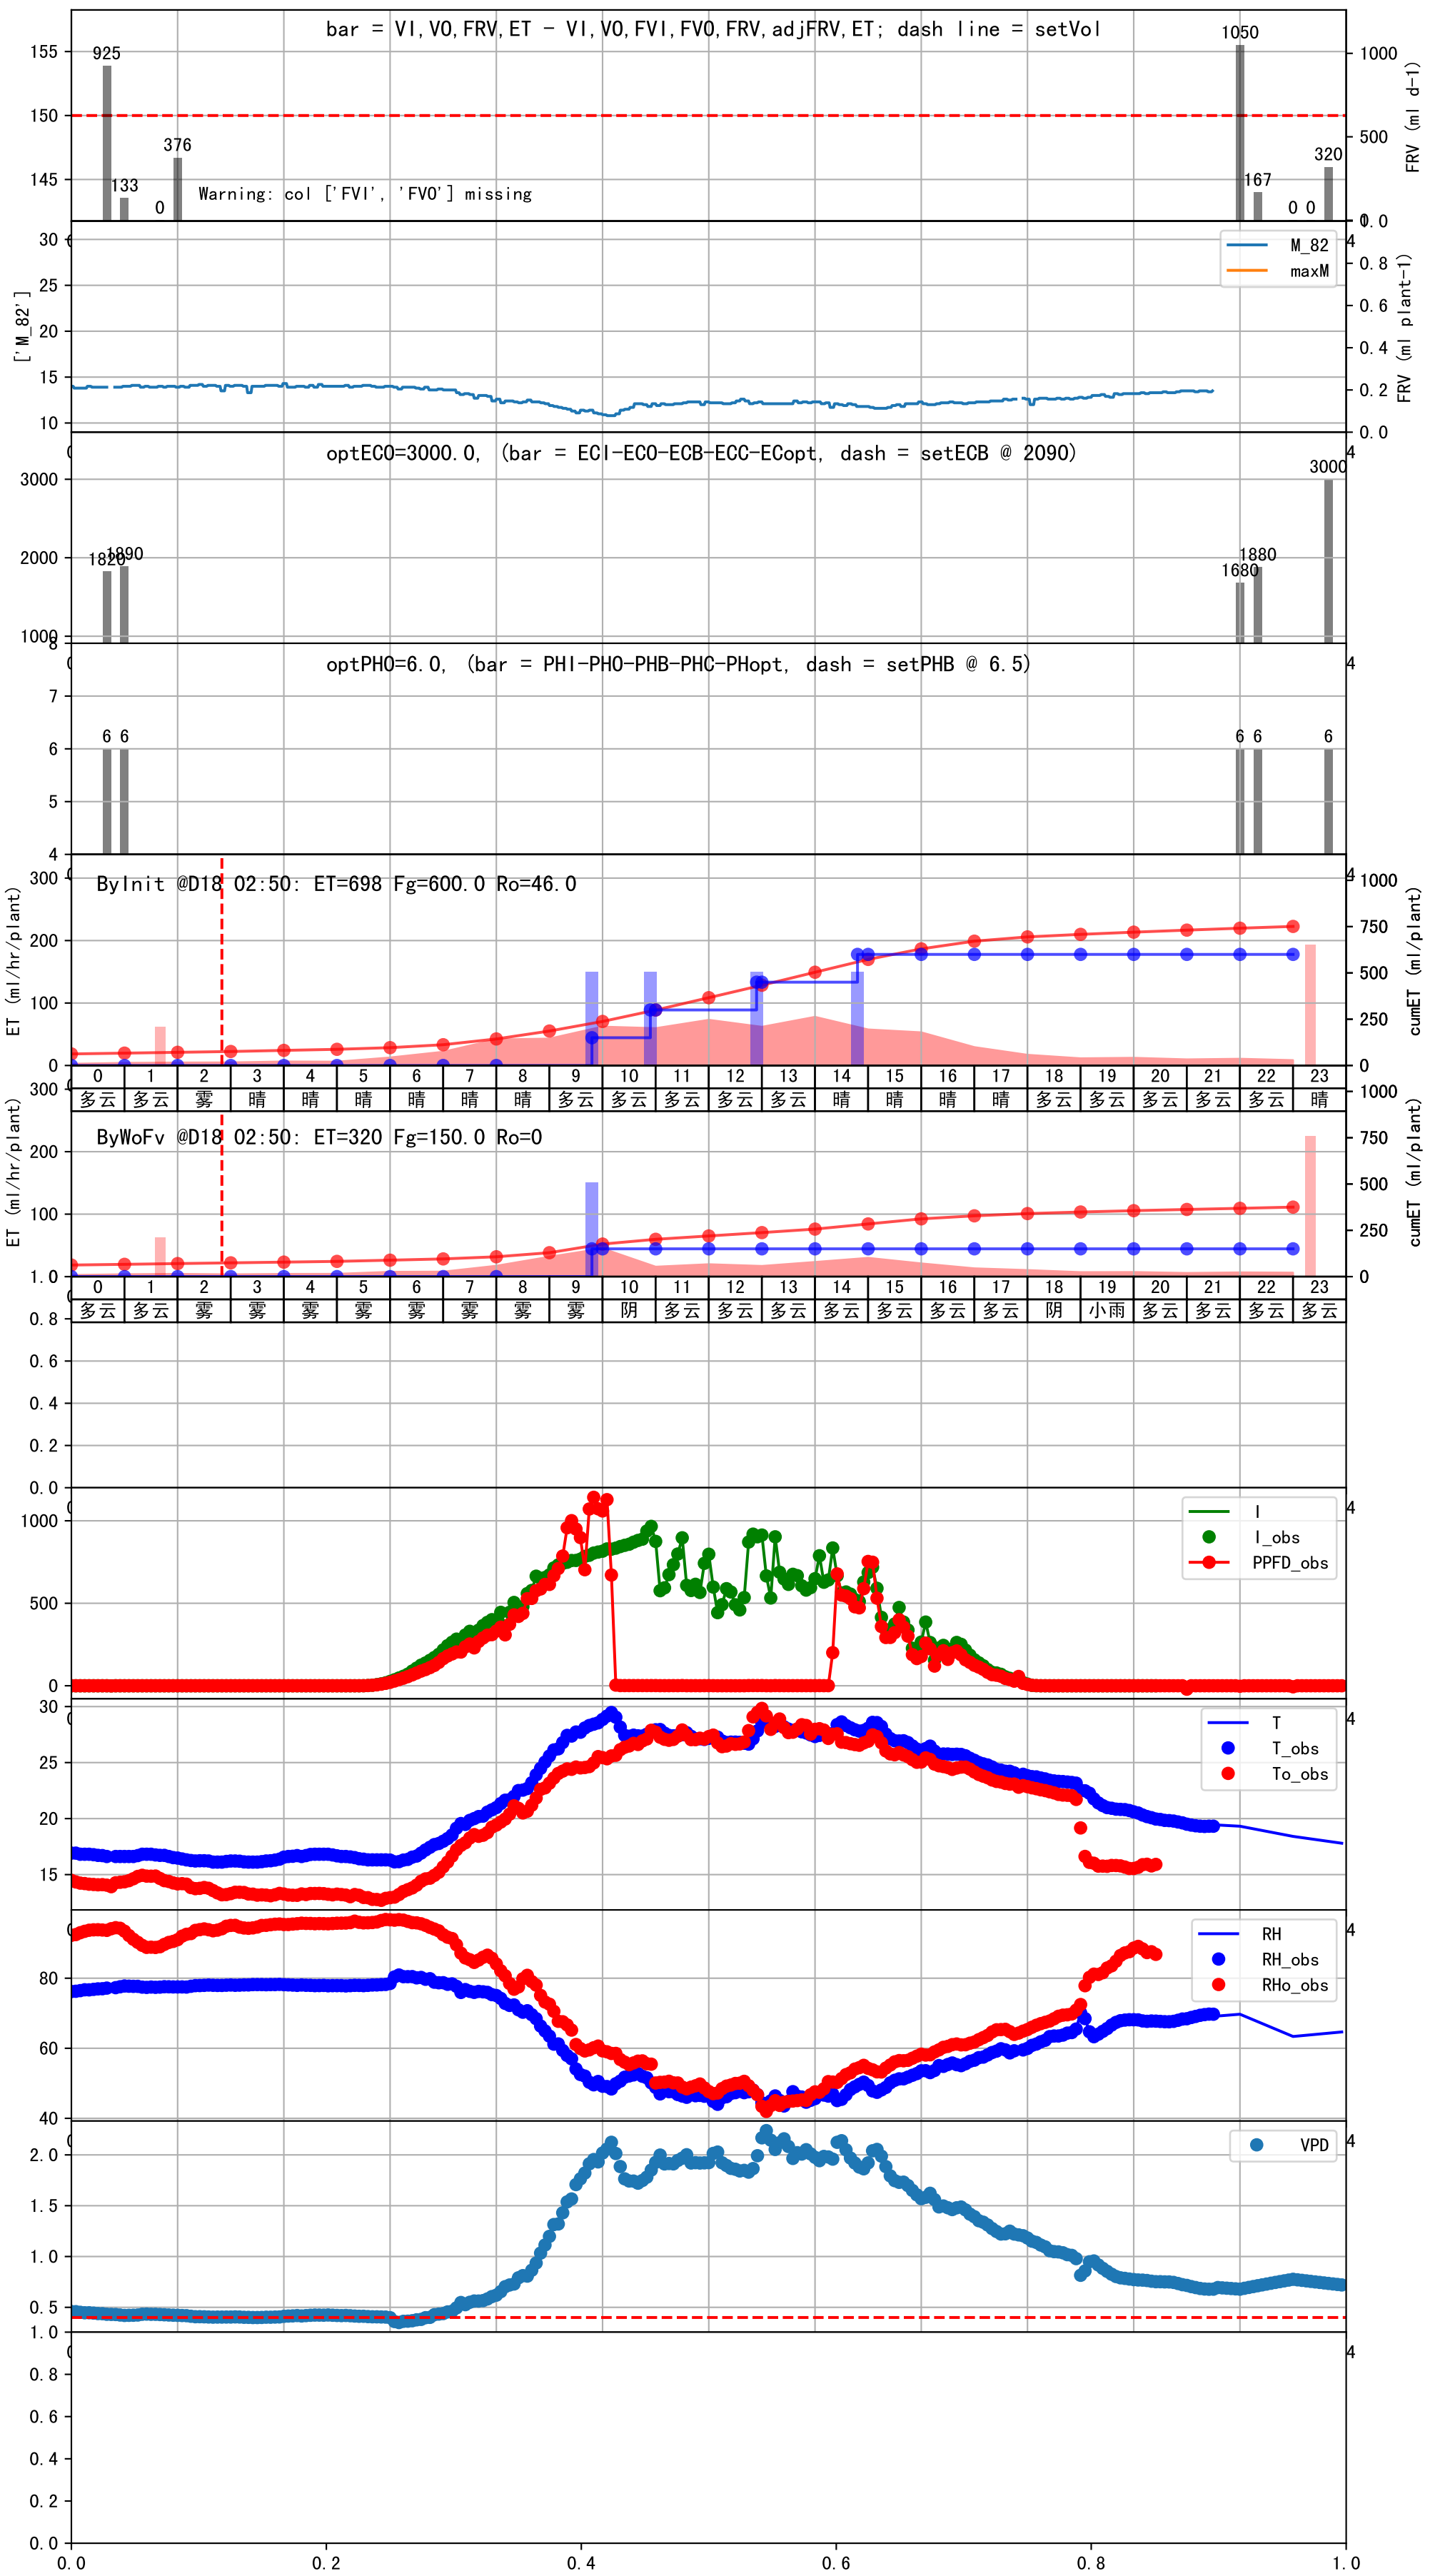 bar = VI,VO,FRV,ET - VI,VO,FVI,FVO,FRV,adjFRV,ET; dash line = setVol
155
150
145
925
133
0
376
Warning: col ['FVI', 'FVO'] missing
1050
167
0 0
320
1000
500
0
FRV (ml d-1)
30
25
20
15
10
['M_82']
M_82
maxM
1.0
0.8
0.6
0.4
0.2
0.0
FRV (ml plant-1)
optECO=3000.0, (bar = ECI-ECO-ECB-ECC-ECopt, dash = setECB @ 2090)
3000
2000
1000
1820
1890
1680
1880
3000
optPHO=6.0, (bar = PHI-PHO-PHB-PHC-PHopt, dash = setPHB @ 6.5)
8
7
6
5
4
6 6
6 6
6
ByInit @D18 02:50: ET=698 Fg=600.0 Ro=46.0
300
200
100
0
ET (ml/hr/plant)
1000
750
500
250
0
cumET (ml/plant)
0 1 2 3 4 5 6 7 8 9 10 11 12 13 14 15 16 17 18 19 20 21 22 23
多云 多云 雾 晴 晴 晴 晴 晴 晴 多云 多云 多云 多云 多云 晴 晴 晴 晴 多云 多云 多云 多云 多云 晴
ByWoFv @D18 02:50: ET=320 Fg=150.0 Ro=0
300
200
100
ET (ml/hr/plant)
1000
750
500
250
0
cumET (ml/plant)
0 1 2 3 4 5 6 7 8 9 10 11 12 13 14 15 16 17 18 19 20 21 22 23
多云 多云 雾 雾 雾 雾 雾 雾 雾 雾 阴 多云 多云 多云 多云 多云 多云 多云 阴 小雨 多云 多云 多云 多云
1.0
0.8
0.6
0.4
0.2
0.0
1000
500
0
I
I_obs
PPFD_obs
30
25
20
15
T
T_obs
To_obs
80
60
40
RH
RH_obs
RHo_obs
2.0
1.5
1.0
0.5
VPD
1.0
0.8
0.6
0.4
0.2
0.0
0.0 0.2 0.4 0.6 0.8 1.0